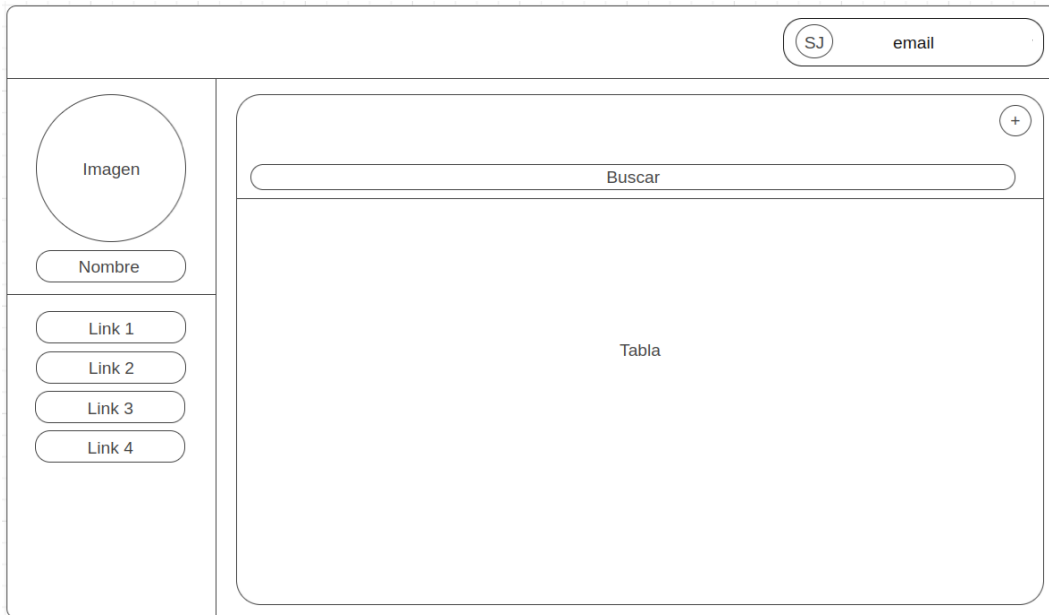 SJ email
Imagen
+
Buscar
Nombre
Link 1
Link 2
Link 3
Link 4
Tabla